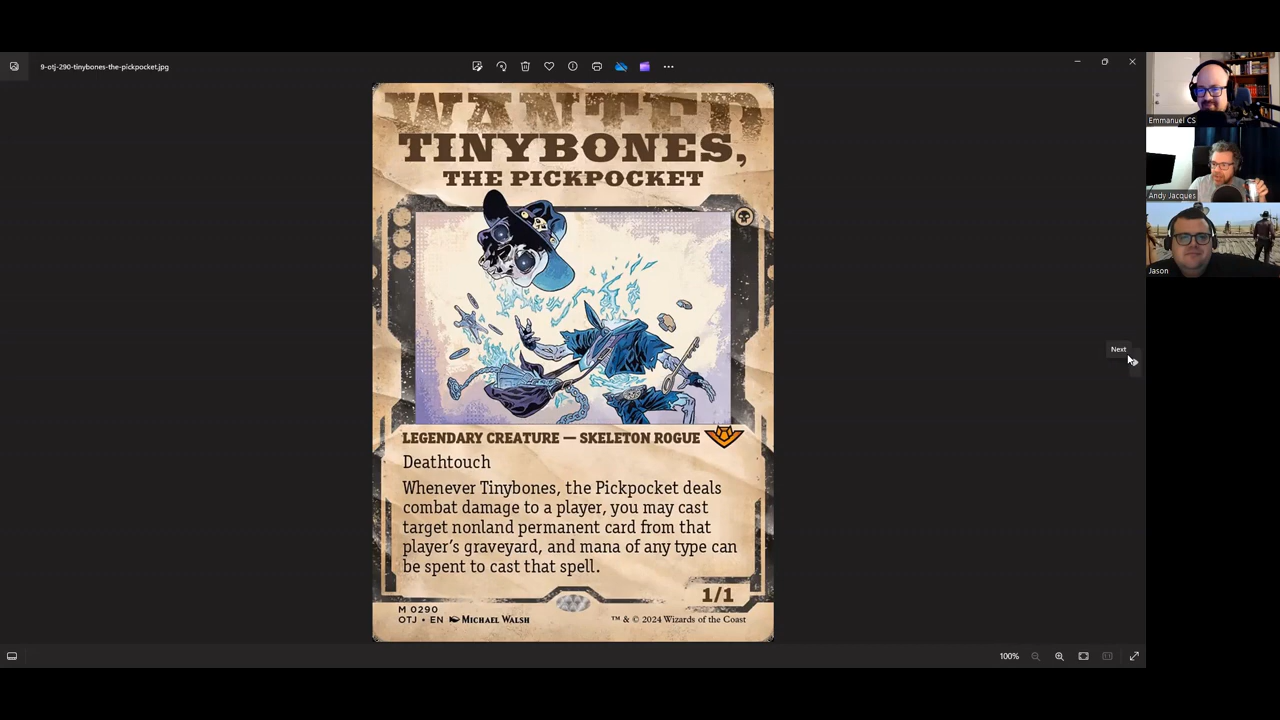 9-otj-290-tinybones-the-pickpocket.jpg
Emmanuel CS
Andy Jacques
Jason
Next
WANTED
TINYBONES,
THE PICKPOCKET
LEGENDARY CREATURE — SKELETON ROGUE
Deathtouch
Whenever Tinybones, the Pickpocket deals
combat damage to a player, you may cast
target nonland permanent card from that
player's graveyard, and mana of any type can
be spent to cast that spell.
1/1
M 0290
OTJ • EN MICHAEL WALSH
™ & © 2024 Wizards of the Coast
100%